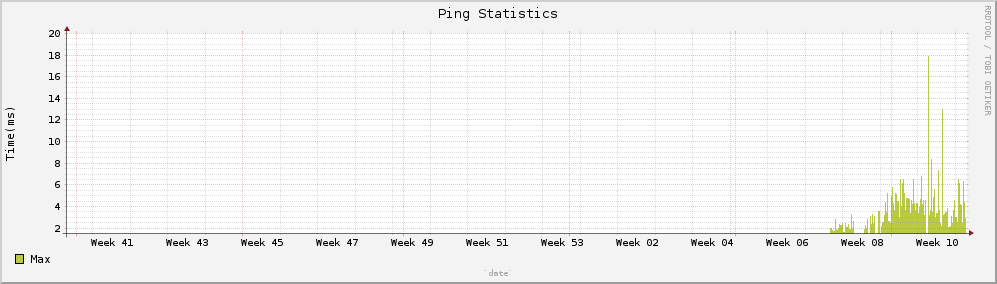 Ping Statistics
RRDTOOL / TOBI OETIKER
Time(ms)
20
18
16
14
12
10
8
6
4
2
Week 41 Week 43 Week 45 Week 47 Week 49 Week 51 Week 53 Week 02 Week 04 Week 06 Week 08 Week 10
Max
`date`